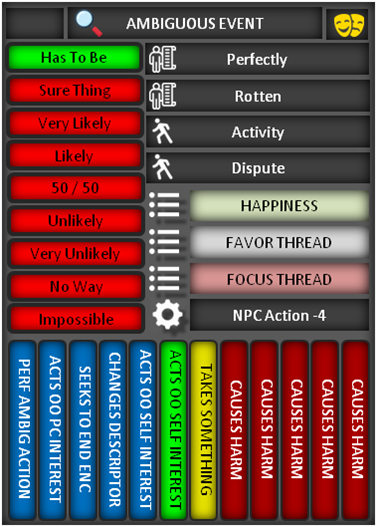 AMBIGUOUS EVENT
Has To Be
Sure Thing
Very Likely
Likely
50 / 50
Unlikely
Very Unlikely
No Way
Impossible
Perfectly
Rotten
Activity
Dispute
HAPPINESS
FAVOR THREAD
FOCUS THREAD
NPC Action -4
PERF AMBIG ACTION
ACTS OO PC INTEREST
SEEKS TO END ENC
CHANGES DESCRIPTOR
ACTS OO SELF INTEREST
ACTS OO SELF INTEREST
TAKES SOMETHING
CAUSES HARM
CAUSES HARM
CAUSES HARM
CAUSES HARM
CAUSES HARM